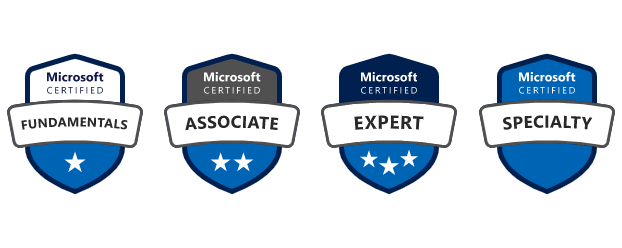 Microsoft
CERTIFIED
FUNDAMENTALS
Microsoft
CERTIFIED
ASSOCIATE
Microsoft
CERTIFIED
EXPERT
Microsoft
CERTIFIED
SPECIALTY